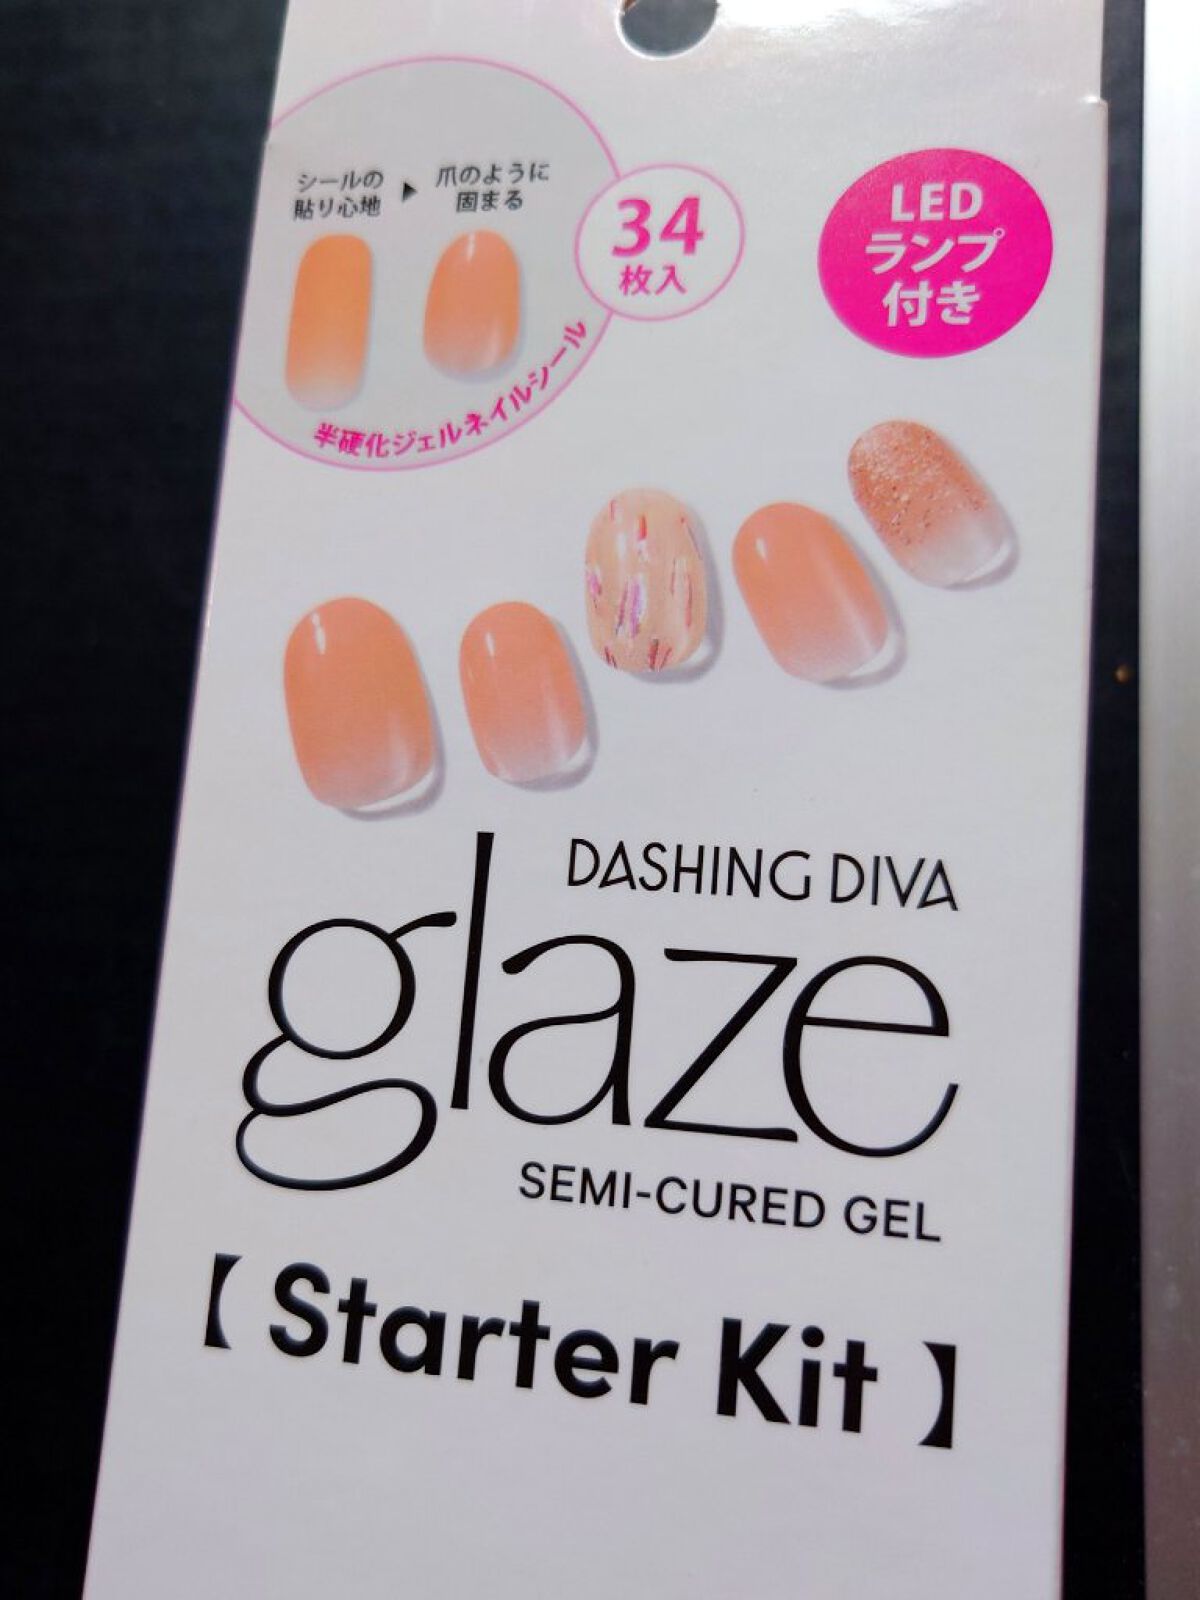 シールの
貼り心地
▶
爪のように
固まる
34
枚入
LED
ランプ
付き
半硬化ジェルネイルシール
DASHING DIVA
glaze
SEMI-CURED GEL
【 Starter Kit 】